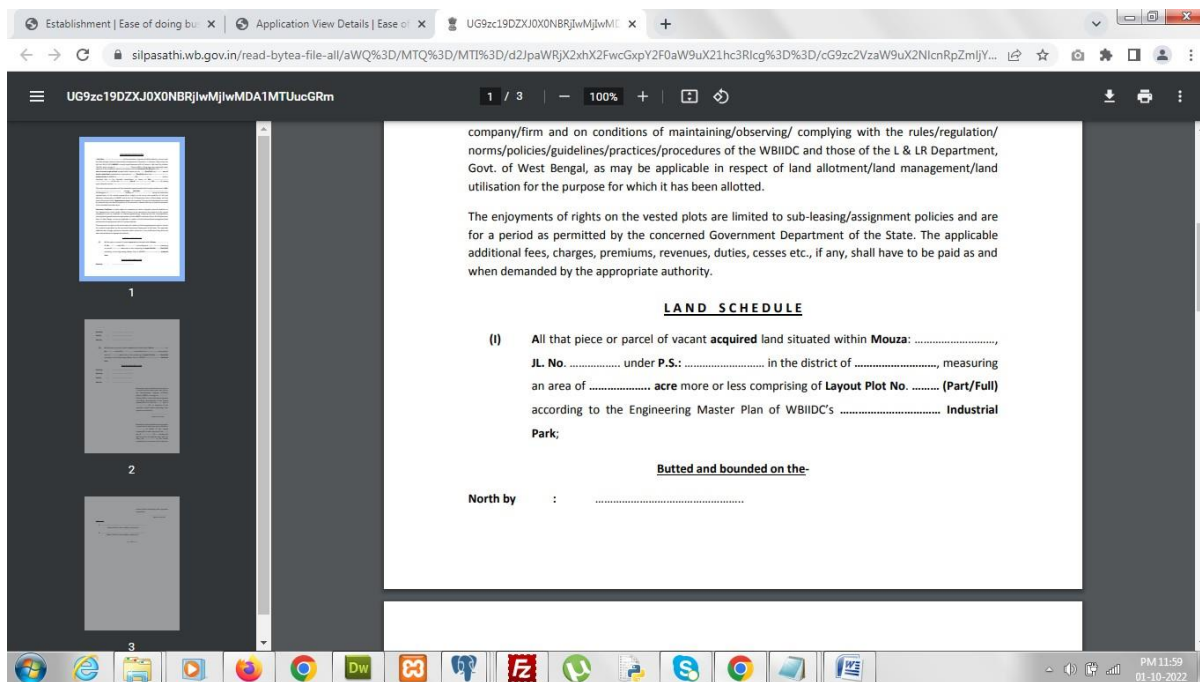 Establishment | Ease of doing bu
Application View Details | Ease o
UG9zc19DZXJ0X0NBRjIwMjIwM
silpasathi.wb.gov.in/read-bytea-file-all/aWQ%3D/MTQ%3D/MTI%3D/d2JpaWRjX2xhX2FwcGxpY2F0aW9uX21hc3Rlcg%3D%3D/cG9zc2VzaW9uX2NlcnRpZmljY...
UG9zc19DZXJ0X0NBRjIwMjIwMDA1MTUucGRm
1 / 3
100%
company/firm and on conditions of maintaining/observing/ complying with the rules/regulation/
norms/policies/guidelines/practices/procedures of the WBIIDC and those of the L & LR Department,
Govt. of West Bengal, as may be applicable in respect of land allotment/land management/land
utilisation for the purpose for which it has been allotted.
The enjoyments of rights on the vested plots are limited to sub-leasing/assignment policies and are
for a period as permitted by the concerned Government Department of the State. The applicable
additional fees, charges, premiums, revenues, duties, cesses etc., if any, shall have to be paid as and
when demanded by the appropriate authority.
LAND SCHEDULE
(I) All that piece or parcel of vacant acquired land situated within Mouza: ............................,
JL. No. ................. under P.S.: ........................... in the district of ............................, measuring
an area of ..................... acre more or less comprising of Layout Plot No. ......... (Part/Full)
according to the Engineering Master Plan of WBIIDC's .................................. Industrial
Park;
Butted and bounded on the-
North by : ..................................................
1
2
3
Dw
Fz
PM 11:59
01-10-2022